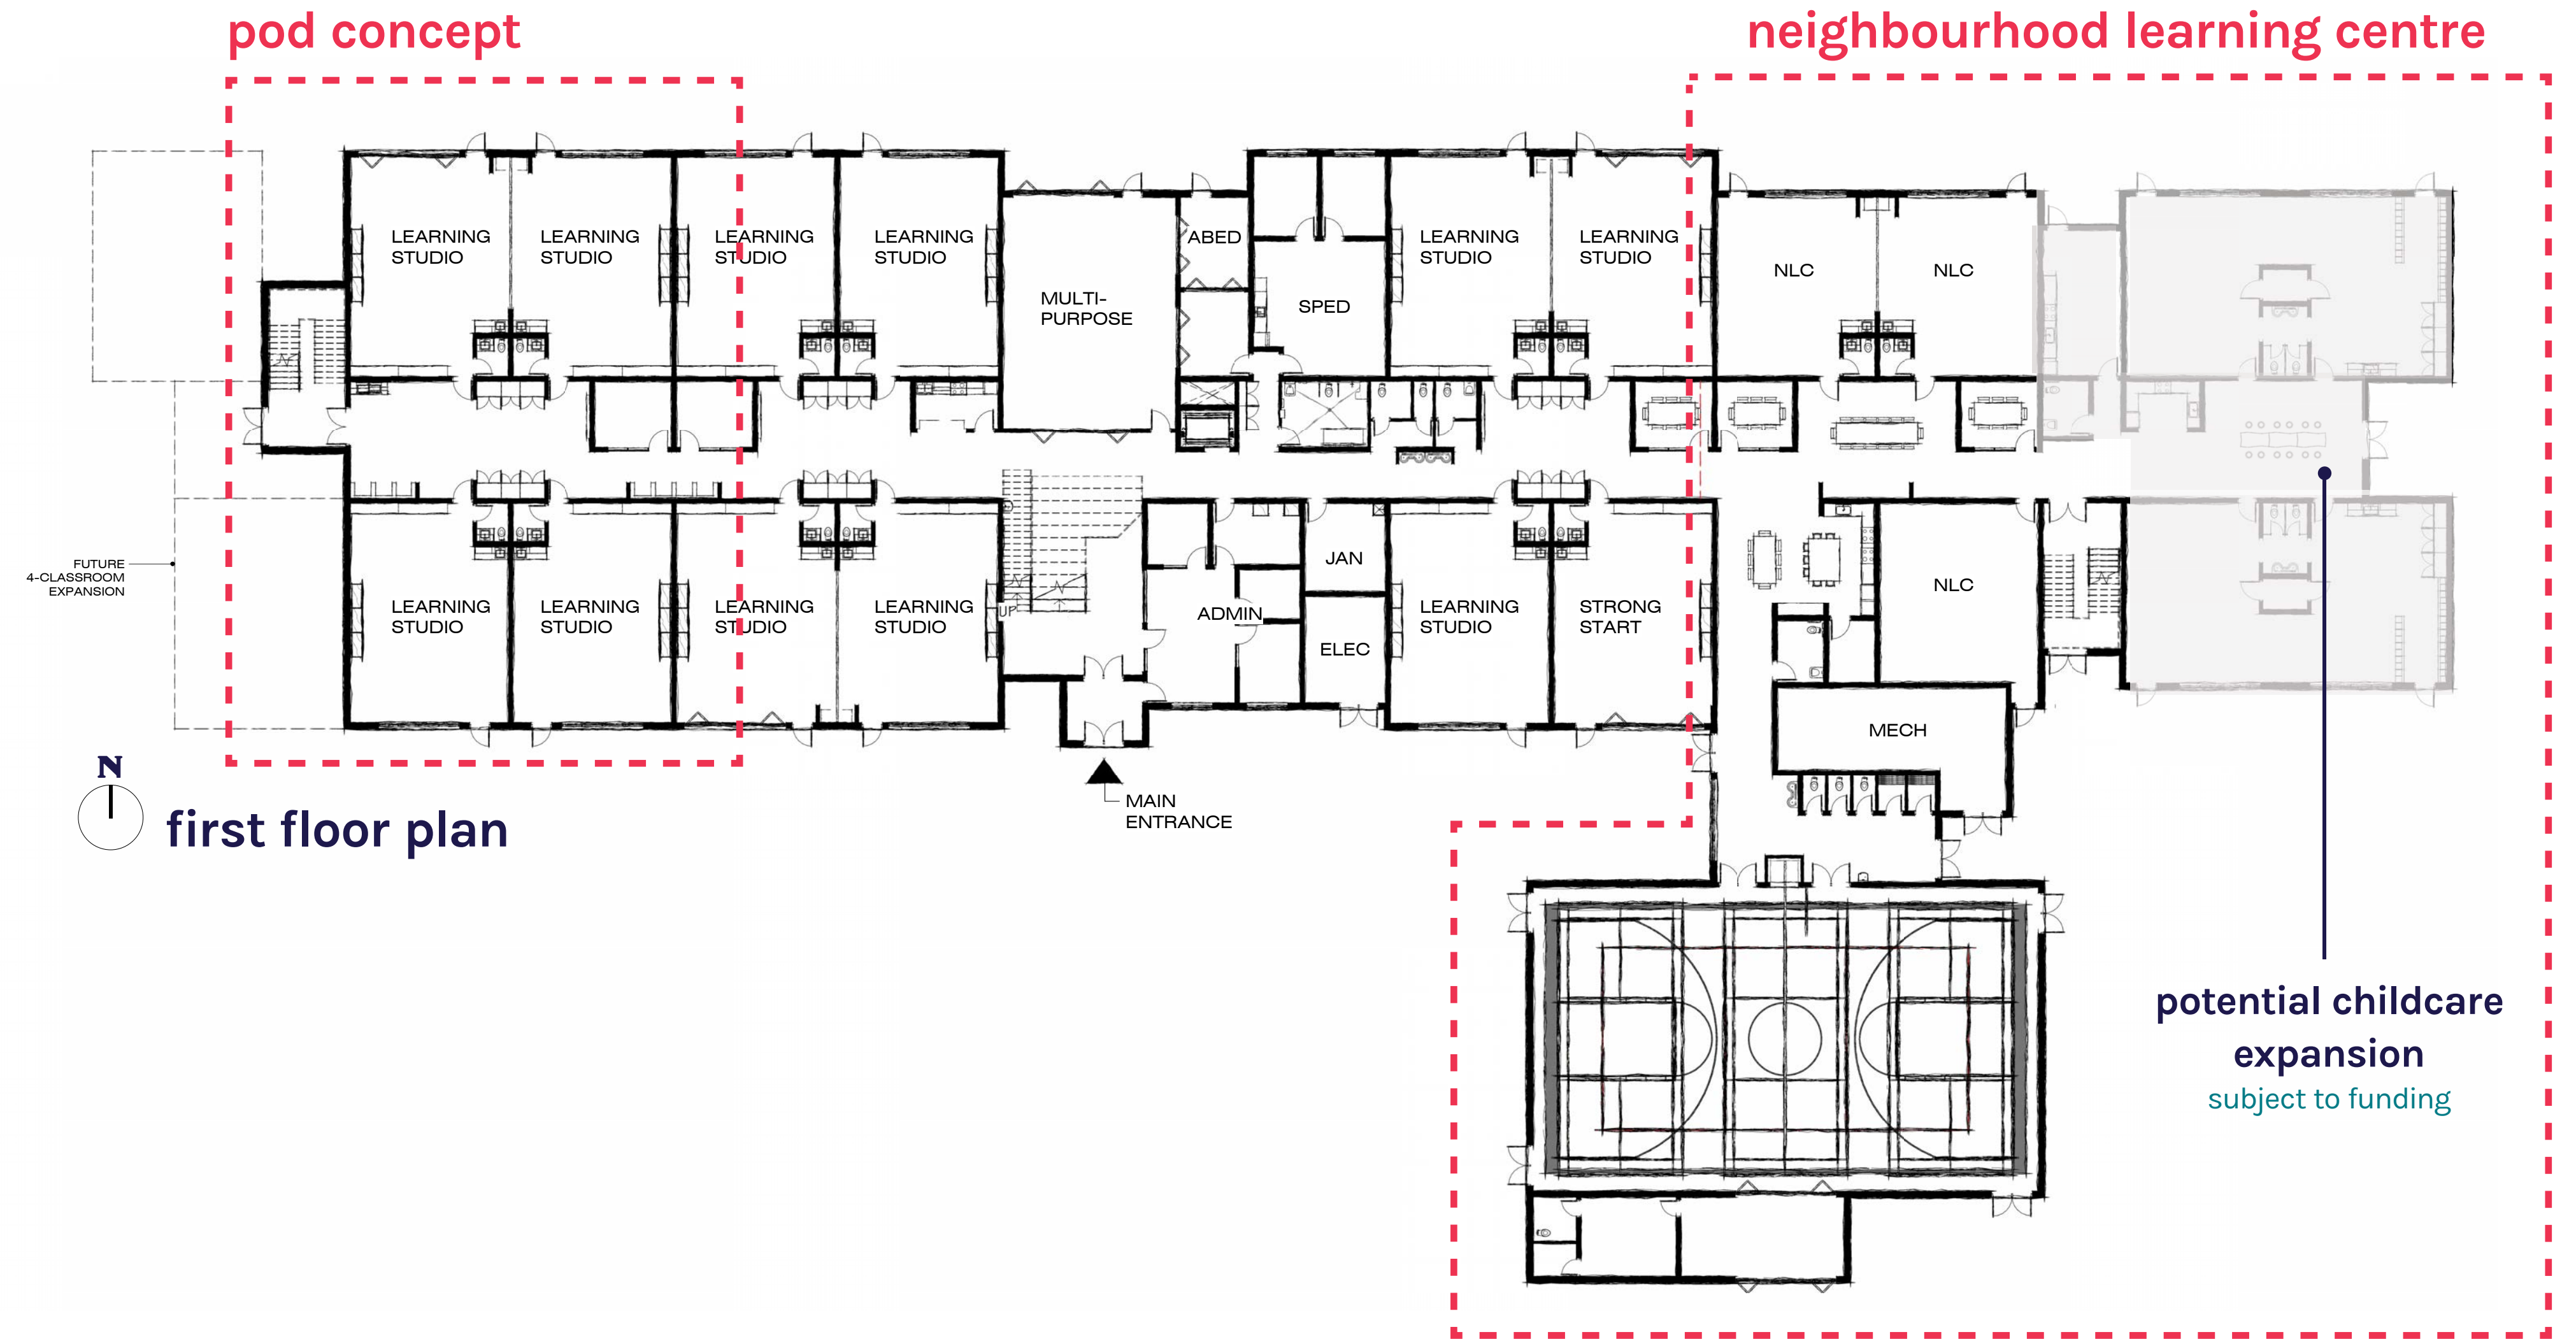 pod concept
neighbourhood learning centre
LEARNING
STUDIO
LEARNING
STUDIO
LEARNING
STUDIO
LEARNING
STUDIO
MULTI-
PURPOSE
ABED
SPED
LEARNING
STUDIO
LEARNING
STUDIO
NLC
NLC
FUTURE
4-CLASSROOM
EXPANSION
LEARNING
STUDIO
LEARNING
STUDIO
LEARNING
STUDIO
LEARNING
STUDIO
UP
ADMIN
JAN
ELEC
LEARNING
STUDIO
STRONG
START
NLC
MECH
MAIN
ENTRANCE
N
first floor plan
potential childcare
expansion
subject to funding